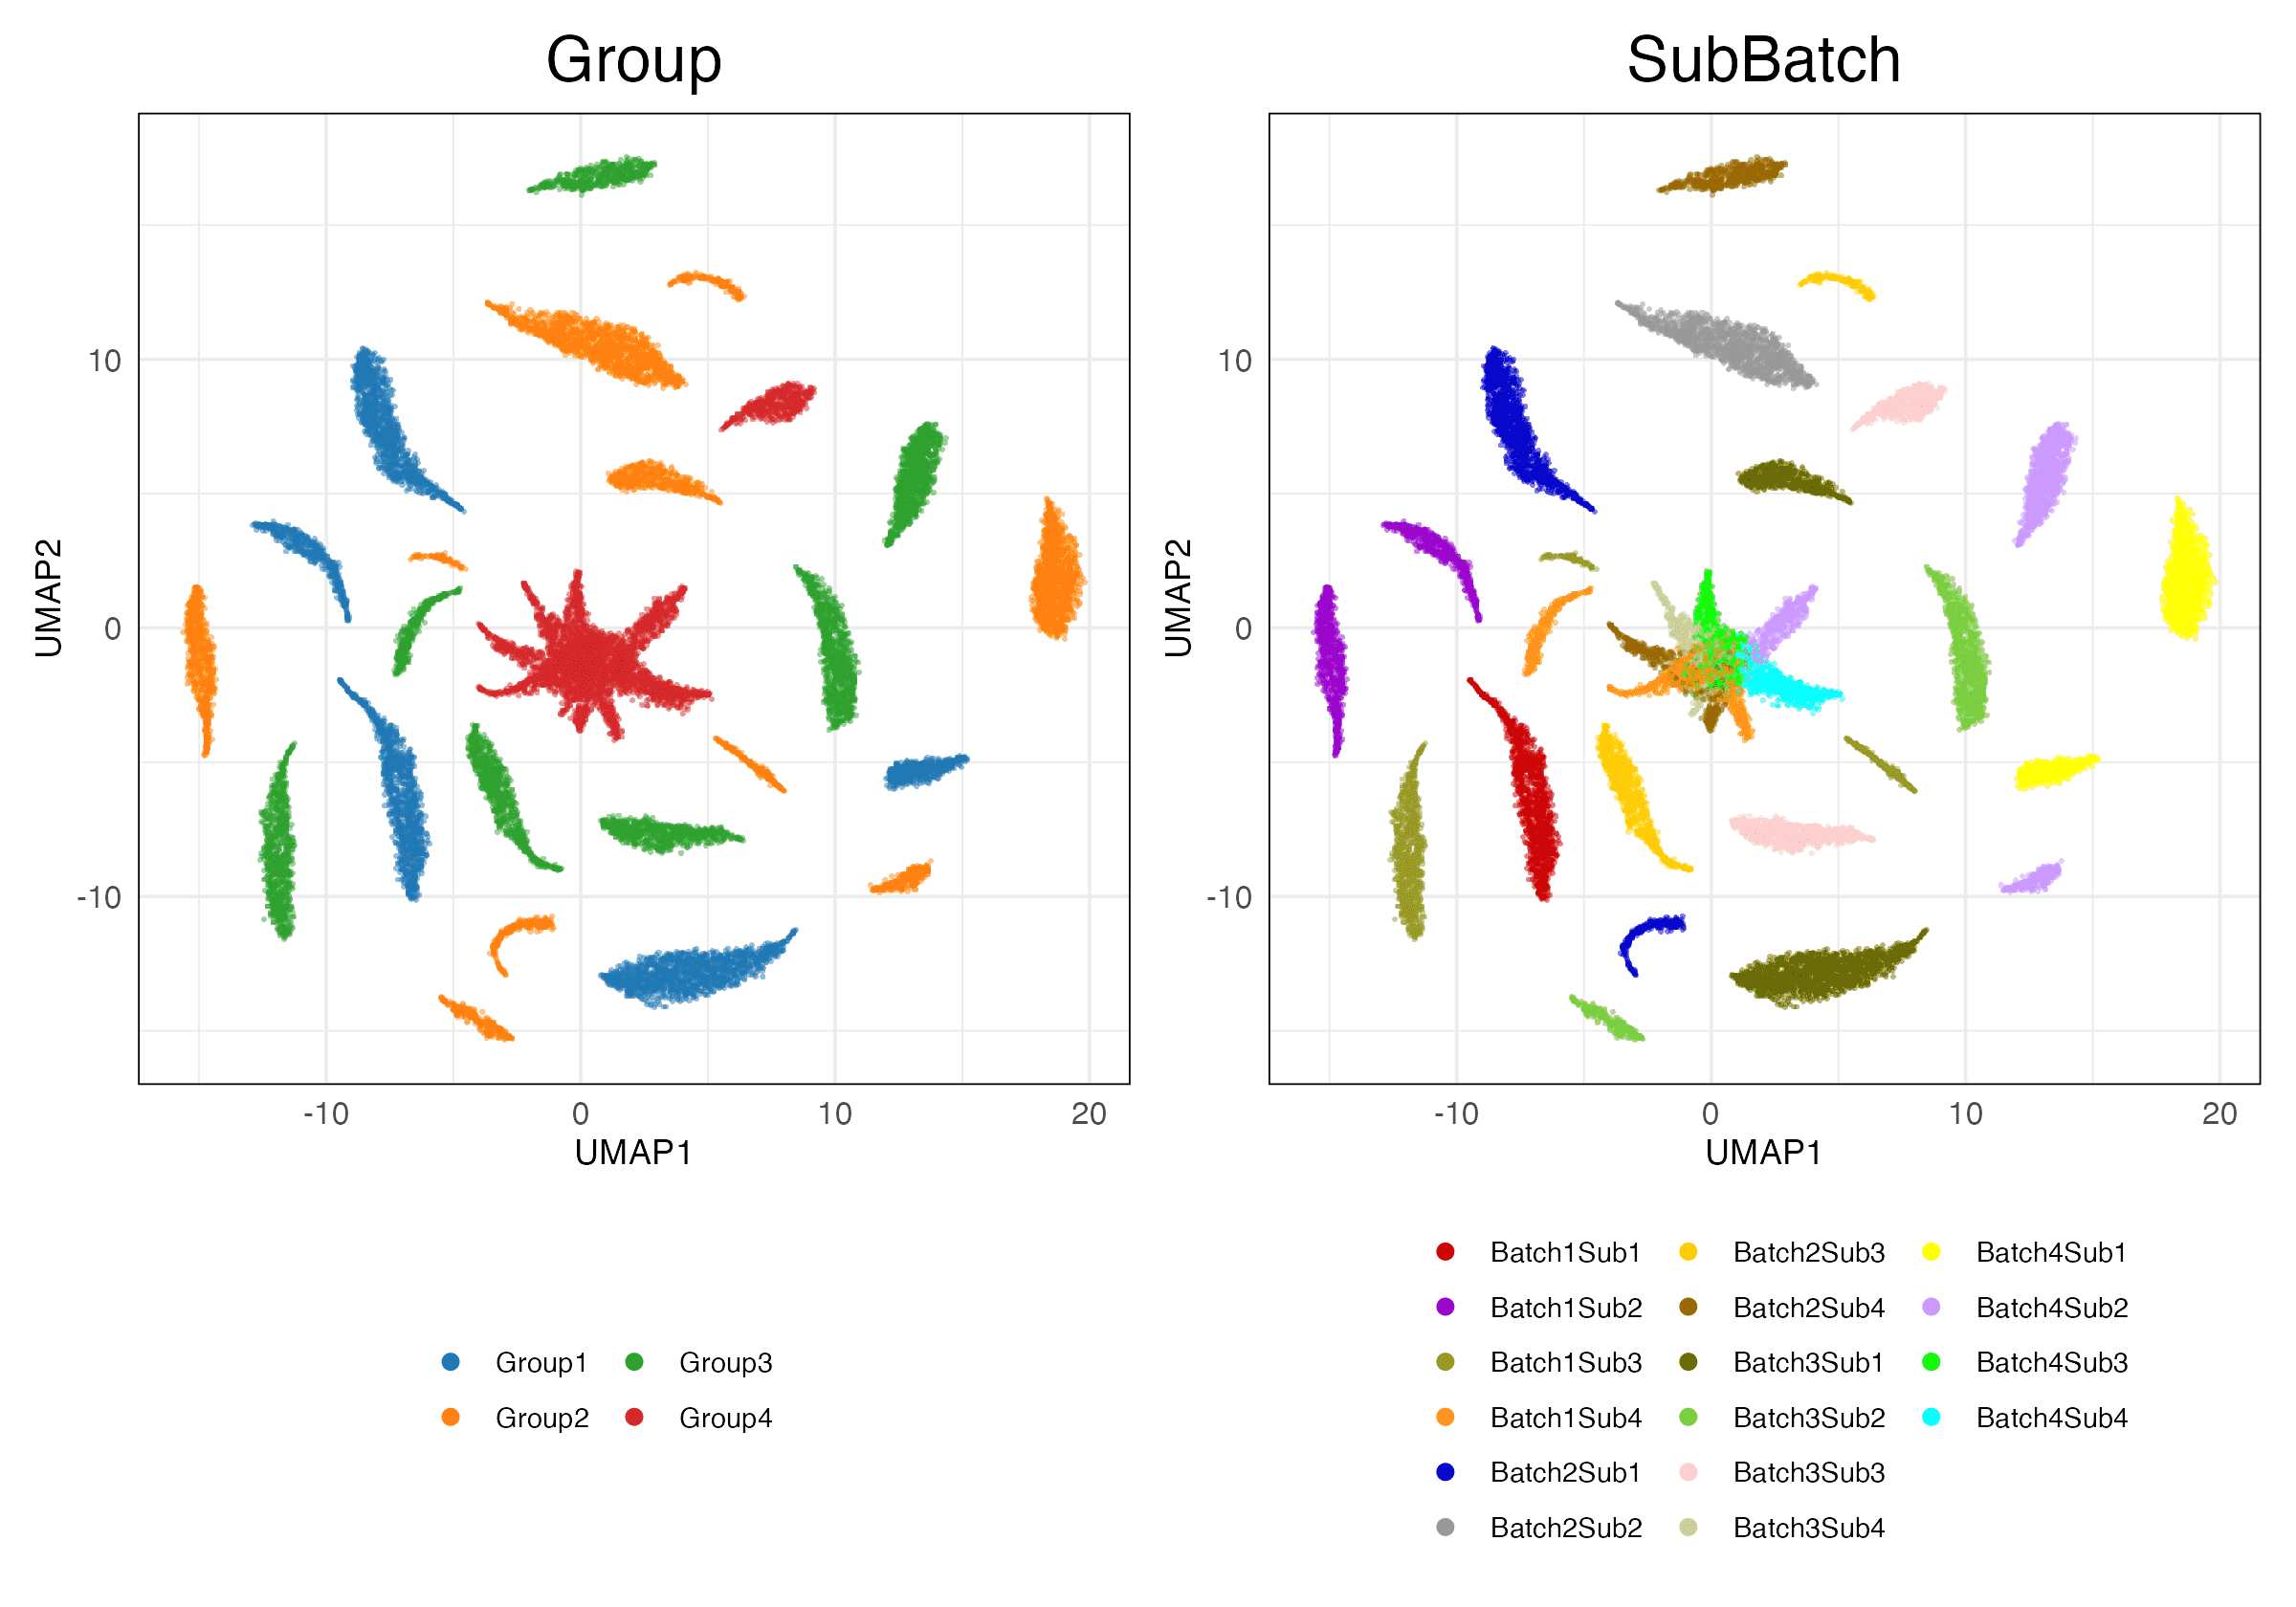 Group
SubBatch
10
0
-10
UMAP2
-10 0 10 20
UMAP1
10
0
-10
UMAP2
-10 0 10 20
UMAP1
Group1 Group3
Group2 Group4
Batch1Sub1 Batch2Sub3 Batch4Sub1
Batch1Sub2 Batch2Sub4 Batch4Sub2
Batch1Sub3 Batch3Sub1 Batch4Sub3
Batch1Sub4 Batch3Sub2 Batch4Sub4
Batch2Sub1 Batch3Sub3
Batch2Sub2 Batch3Sub4